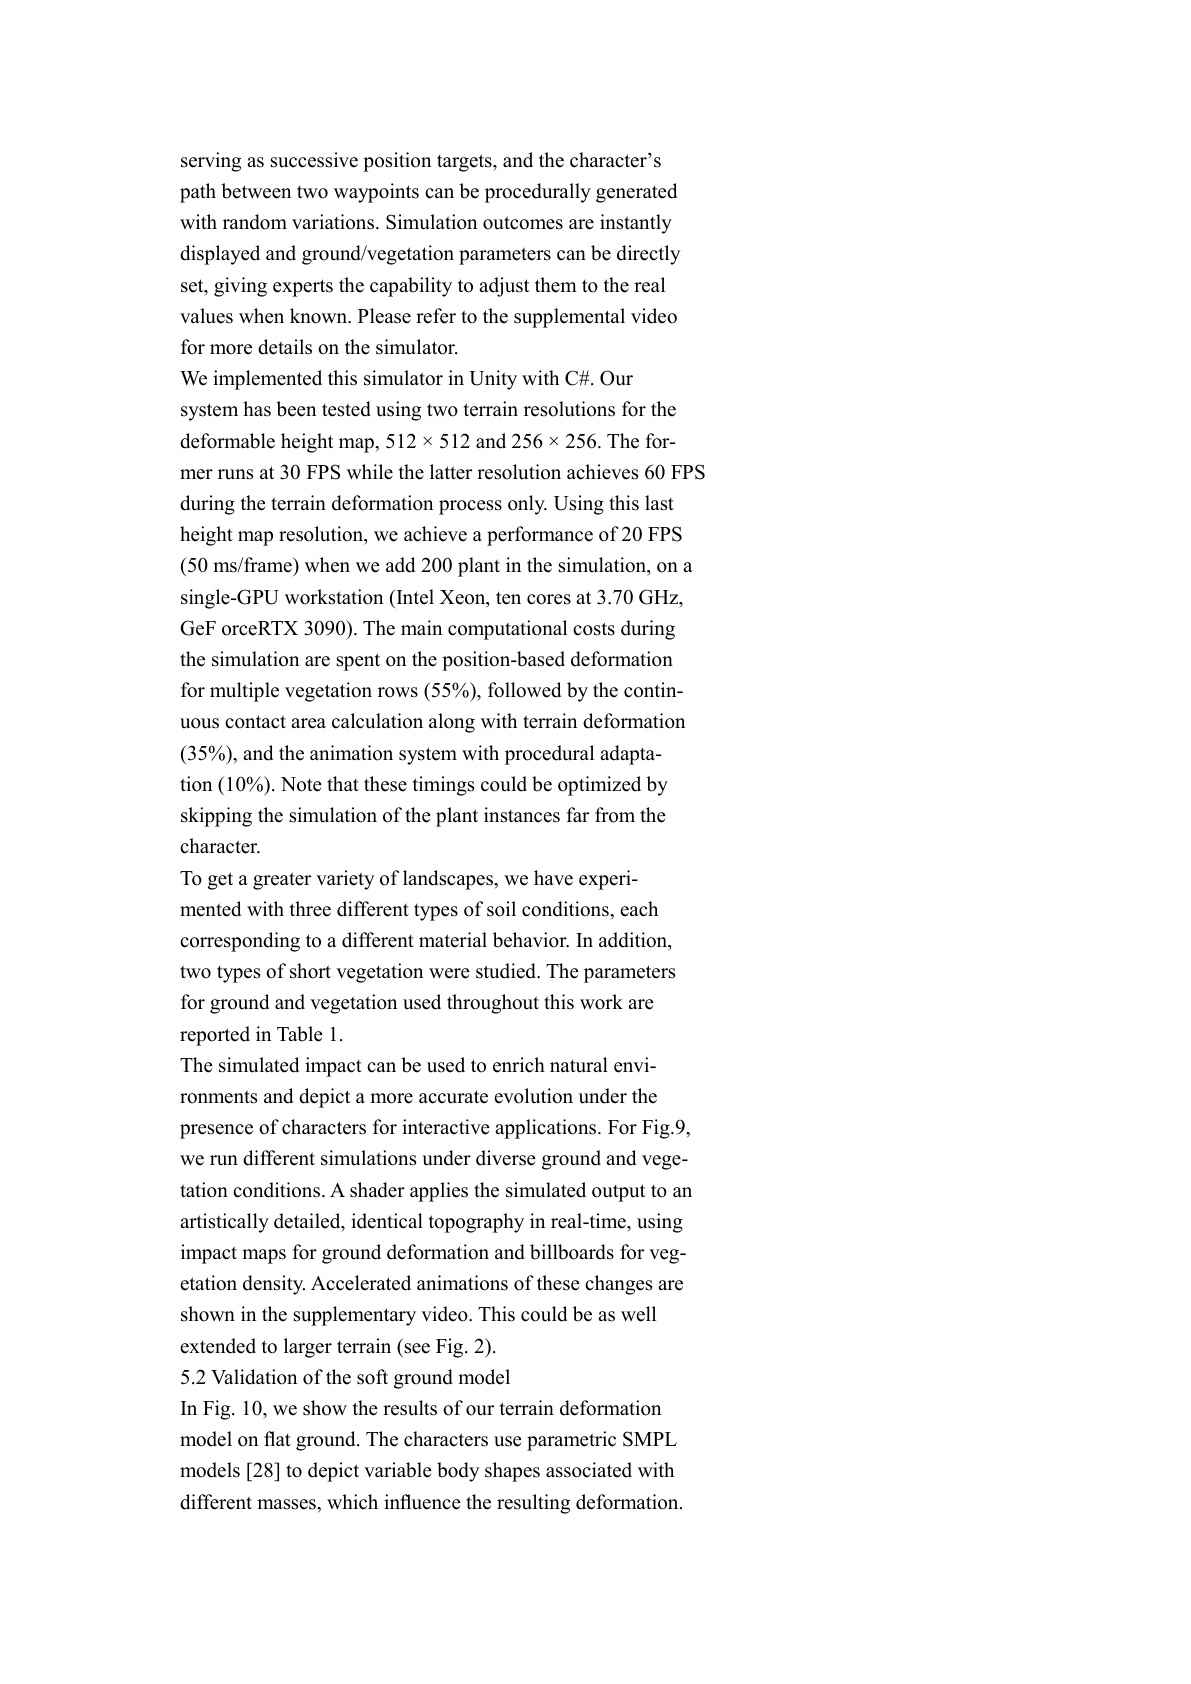 serving as successive position targets, and the character’s
path between two waypoints can be procedurally generated
with random variations. Simulation outcomes are instantly
displayed and ground/vegetation parameters can be directly
set, giving experts the capability to adjust them to the real
values when known. Please refer to the supplemental video
for more details on the simulator.
We implemented this simulator in Unity with C#. Our
system has been tested using two terrain resolutions for the
deformable height map, 512 × 512 and 256 × 256. The for-
mer runs at 30 FPS while the latter resolution achieves 60 FPS
during the terrain deformation process only. Using this last
height map resolution, we achieve a performance of 20 FPS
(50 ms/frame) when we add 200 plant in the simulation, on a
single-GPU workstation (Intel Xeon, ten cores at 3.70 GHz,
GeF orceRTX 3090). The main computational costs during
the simulation are spent on the position-based deformation
for multiple vegetation rows (55%), followed by the contin-
uous contact area calculation along with terrain deformation
(35%), and the animation system with procedural adapta-
tion (10%). Note that these timings could be optimized by
skipping the simulation of the plant instances far from the
character.
To get a greater variety of landscapes, we have experi-
mented with three different types of soil conditions, each
corresponding to a different material behavior. In addition,
two types of short vegetation were studied. The parameters
for ground and vegetation used throughout this work are
reported in Table 1.
The simulated impact can be used to enrich natural envi-
ronments and depict a more accurate evolution under the
presence of characters for interactive applications. For Fig.9,
we run different simulations under diverse ground and vege-
tation conditions. A shader applies the simulated output to an
artistically detailed, identical topography in real-time, using
impact maps for ground deformation and billboards for veg-
etation density. Accelerated animations of these changes are
shown in the supplementary video. This could be as well
extended to larger terrain (see Fig. 2).
5.2 Validation of the soft ground model
In Fig. 10, we show the results of our terrain deformation
model on flat ground. The characters use parametric SMPL
models [28] to depict variable body shapes associated with
different masses, which influence the resulting deformation.